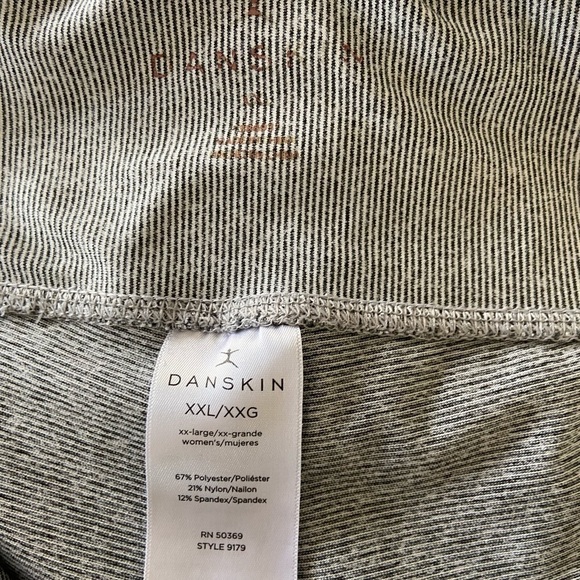 DANSKIN
DANSKIN
XXL/XXG
xx-large/xx-grande
women's/mujeres
67% Polyester/Poliéster
21% Nylon/Nailon
12% Spandex/Spandex
RN 50369
STYLE 9179